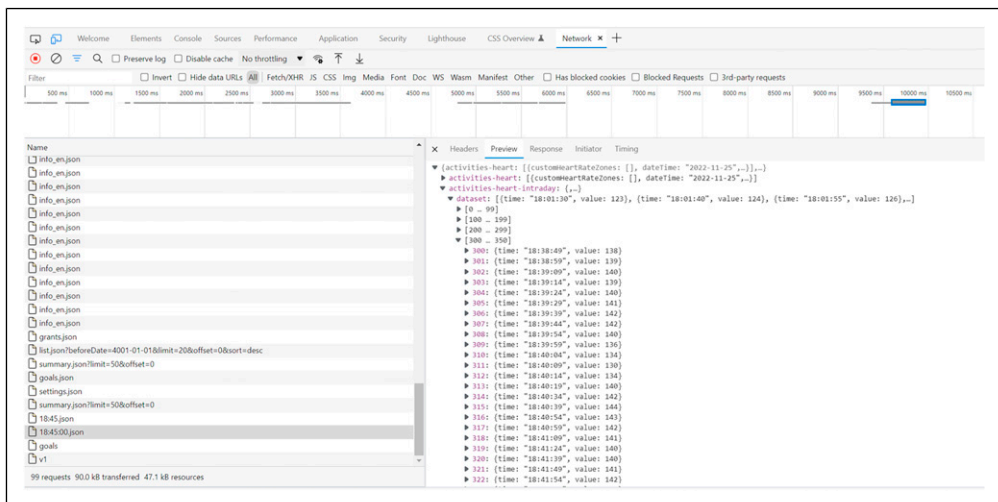 Welcome Elements Console Sources Performance Application Security Lighthouse CSS Overview Network × +
Preserve log Disable cache No throttling ▼
Filter Invert Hide data URLs All Fetch/XHR JS CSS Img Media Font Doc WS Wasm Manifest Other Has blocked cookies Blocked Requests 3rd-party requests
500 ms 1000 ms 1500 ms 2000 ms 2500 ms 3000 ms 3500 ms 4000 ms 4500 ms 5000 ms 5500 ms 6000 ms 6500 ms 7000 ms 7500 ms 8000 ms 8500 ms 9000 ms 9500 ms 10000 ms 10500 ms
Name
info_en.json
info_en.json
info_en.json
info_en.json
info_en.json
info_en.json
info_en.json
info_en.json
info_en.json
info_en.json
info_en.json
info_en.json
info_en.json
grants.json
list.json?beforeDate=4001-01-01&limit=20&offset=0&sort=desc
summary.json?limit=50&offset=0
goals.json
settings.json
summary.json?limit=50&offset=0
18:45.json
18:45:00.json
goals
v1
99 requests 90.0 kB transferred 47.1 kB resources
× Headers Preview Response Initiator Timing
▼ {activities-heart: [{customHeartRateZones: [], dateTime: "2022-11-25",…}],…}
▶ activities-heart: [{customHeartRateZones: [], dateTime: "2022-11-25",…}]
▼ activities-heart-intraday: {,…}
▼ dataset: [{time: "18:01:30", value: 123}, {time: "18:01:40", value: 124}, {time: "18:01:55", value: 126},…]
▶ [0 … 99]
▶ [100 … 199]
▶ [200 … 299]
▼ [300 … 350]
▶ 300: {time: "18:38:49", value: 138}
▶ 301: {time: "18:38:59", value: 139}
▶ 302: {time: "18:39:09", value: 140}
▶ 303: {time: "18:39:14", value: 139}
▶ 304: {time: "18:39:24", value: 140}
▶ 305: {time: "18:39:29", value: 141}
▶ 306: {time: "18:39:39", value: 142}
▶ 307: {time: "18:39:44", value: 142}
▶ 308: {time: "18:39:54", value: 140}
▶ 309: {time: "18:39:59", value: 136}
▶ 310: {time: "18:40:04", value: 134}
▶ 311: {time: "18:40:09", value: 130}
▶ 312: {time: "18:40:14", value: 134}
▶ 313: {time: "18:40:19", value: 140}
▶ 314: {time: "18:40:34", value: 142}
▶ 315: {time: "18:40:39", value: 144}
▶ 316: {time: "18:40:54", value: 143}
▶ 317: {time: "18:40:59", value: 142}
▶ 318: {time: "18:41:09", value: 141}
▶ 319: {time: "18:41:24", value: 140}
▶ 320: {time: "18:41:39", value: 140}
▶ 321: {time: "18:41:49", value: 141}
▶ 322: {time: "18:41:54", value: 142}